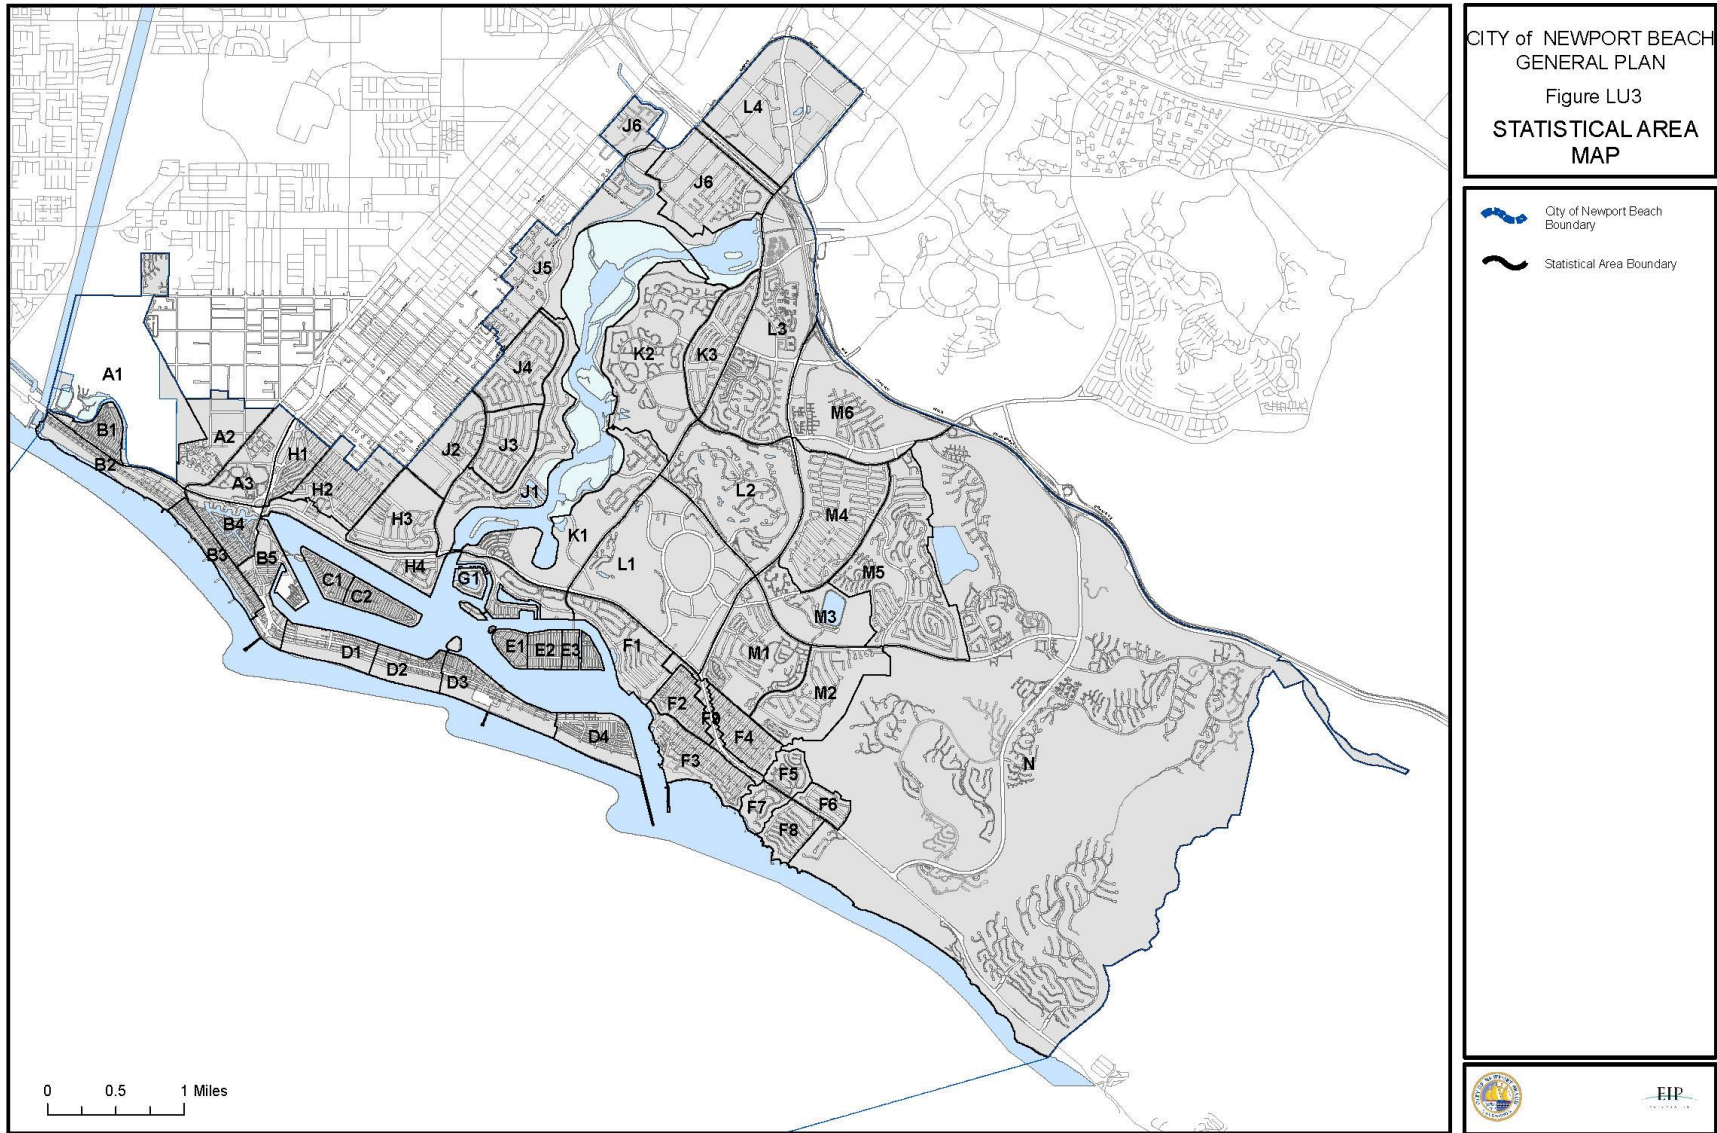 CITY of NEWPORT BEACH
GENERAL PLAN
Figure LU3
STATISTICAL AREA
MAP
City of Newport Beach
Boundary
Statistical Area Boundary
L4
J6
J6
J5
L3
K2
K3
A1
J4
M6
B1
A2
J2
J3
H1
B2
A3
H2
J1
L2
H3
M4
B4
B3
B5
K1
L1
H4
G1
M5
C1
C2
M3
E1
E2
E3
F1
D1
D2
D3
M1
M2
F2
F9
F4
D4
F3
F5
N
F7
F6
F8
0 0.5 1 Miles
EIP